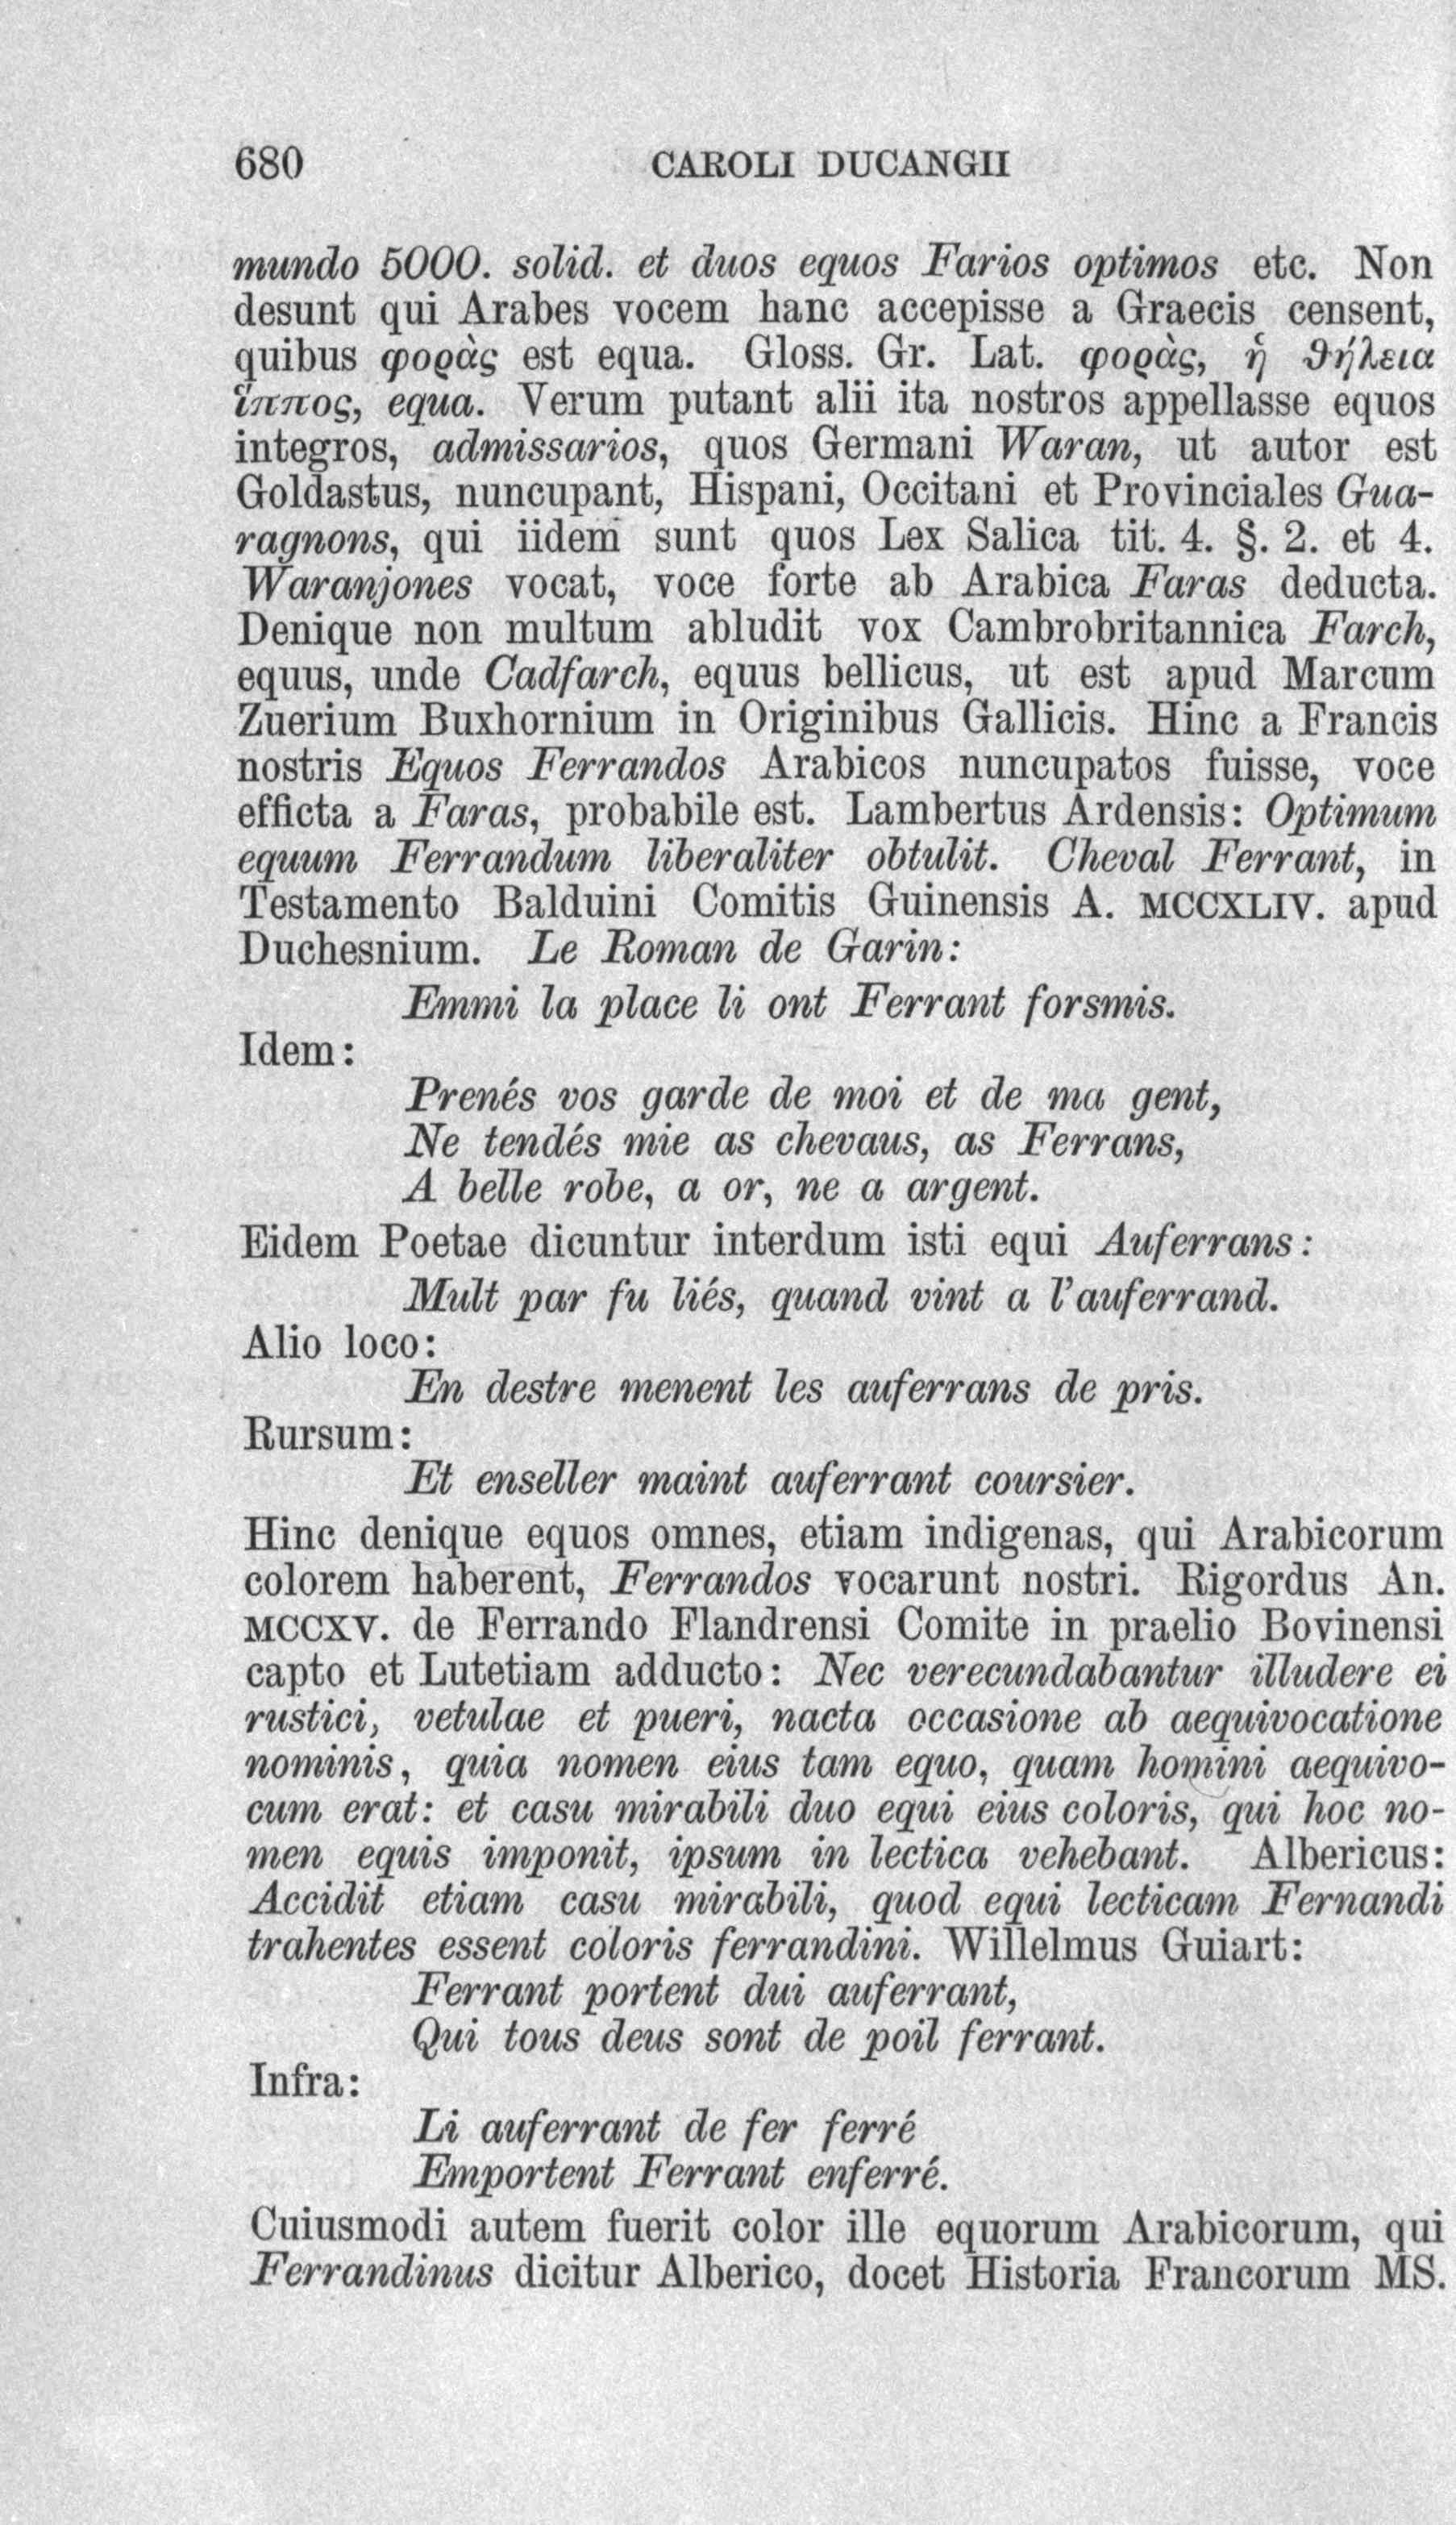 680 CAROLI DUCANGII
mundo 5000. solid. et duos equos Farios optimos etc. Non
desunt qui Arabes vocem hanc accepisse a Graecis censent,
quibus φορὰς est equa. Gloss. Gr. Lat. φορὰς, ἡ θήλεια
ἵππος, equa. Verum putant alii ita nostros appellasse equos
integros, admissarios, quos Germani Waran, ut autor est
Goldastus, nuncupant, Hispani, Occitani et Provinciales Gua-
ragnons, qui iidem sunt quos Lex Salica tit. 4. §. 2. et 4.
Waranjones vocat, voce forte ab Arabica Faras deducta.
Denique non multum abludit vox Cambrobritannica Farch,
equus, unde Cadfarch, equus bellicus, ut est apud Marcum
Zuerium Buxhornium in Originibus Gallicis. Hinc a Francis
nostris Equos Ferrandos Arabicos nuncupatos fuisse, voce
efficta a Faras, probabile est. Lambertus Ardensis: Optimum
equum Ferrandum liberaliter obtulit. Cheval Ferrant, in
Testamento Balduini Comitis Guinensis A. MCCXLIV. apud
Duchesnium. Le Roman de Garin:
Emmi la place li ont Ferrant forsmis.
Idem:
Prenés vos garde de moi et de ma gent,
Ne tendés mie as chevaus, as Ferrans,
A belle robe, a or, ne a argent.
Eidem Poetae dicuntur interdum isti equi Auferrans:
Mult par fu liés, quand vint a l'auferrand.
Alio loco:
En destre menent les auferrans de pris.
Rursum:
Et enseller maint auferrant coursier.
Hinc denique equos omnes, etiam indigenas, qui Arabicorum
colorem haberent, Ferrandos vocarunt nostri. Rigordus An.
MCCXV. de Ferrando Flandrensi Comite in praelio Bovinensi
capto et Lutetiam adducto: Nec verecundabantur illudere ei
rustici, vetulae et pueri, nacta occasione ab aequivocatione
nominis, quia nomen eius tam equo, quam homini aequivo-
cum erat: et casu mirabili duo equi eius coloris, qui hoc no-
men equis imponit, ipsum in lectica vehebant. Albericus:
Accidit etiam casu mirabili, quod equi lecticam Fernandi
trahentes essent coloris ferrandini. Willelmus Guiart:
Ferrant portent dui auferrant,
Qui tous deus sont de poil ferrant.
Infra:
Li auferrant de fer ferré
Emportent Ferrant enferré.
Cuiusmodi autem fuerit color ille equorum Arabicorum, qui
Ferrandinus dicitur Alberico, docet Historia Francorum MS.